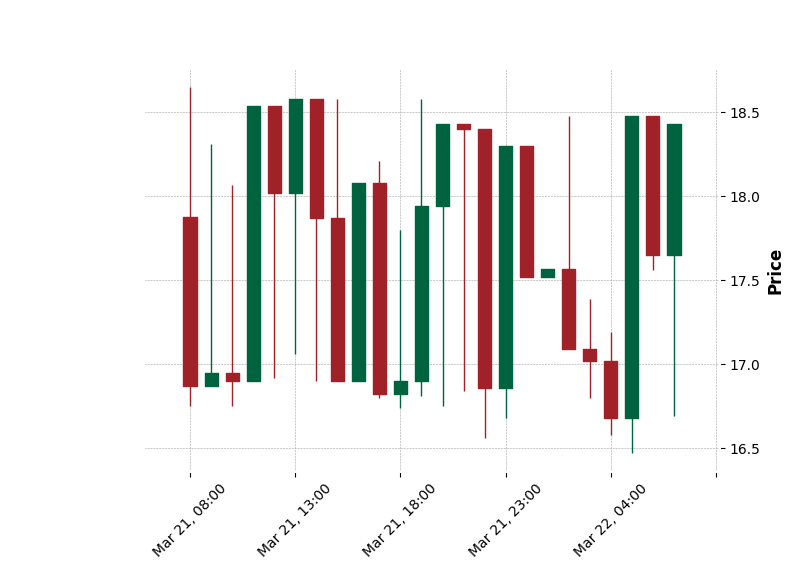 18.5
18.0
17.5
17.0
16.5
Price
Mar 21, 08:00
Mar 21, 13:00
Mar 21, 18:00
Mar 21, 23:00
Mar 22, 04:00